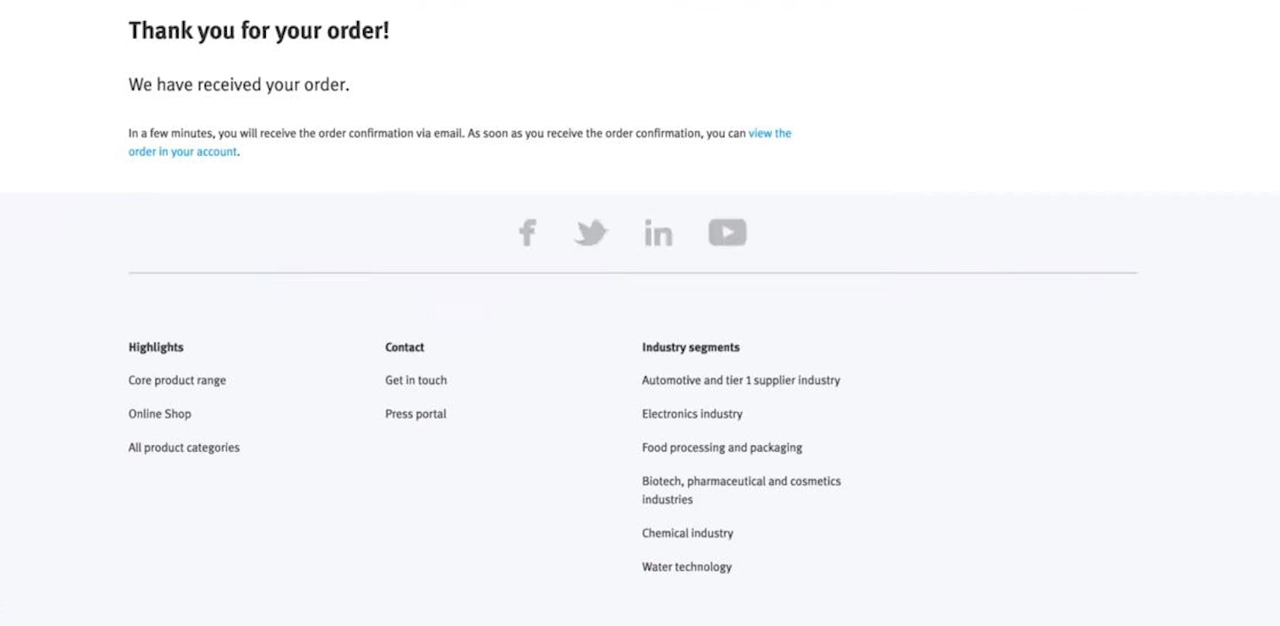 Thank you for your order!
We have received your order.
In a few minutes, you will receive the order confirmation via email. As soon as you receive the order confirmation, you can view the
order in your account.
Highlights
Core product range
Online Shop
All product categories
Contact
Get in touch
Press portal
Industry segments
Automotive and tier 1 supplier industry
Electronics industry
Food processing and packaging
Biotech, pharmaceutical and cosmetics
industries
Chemical industry
Water technology